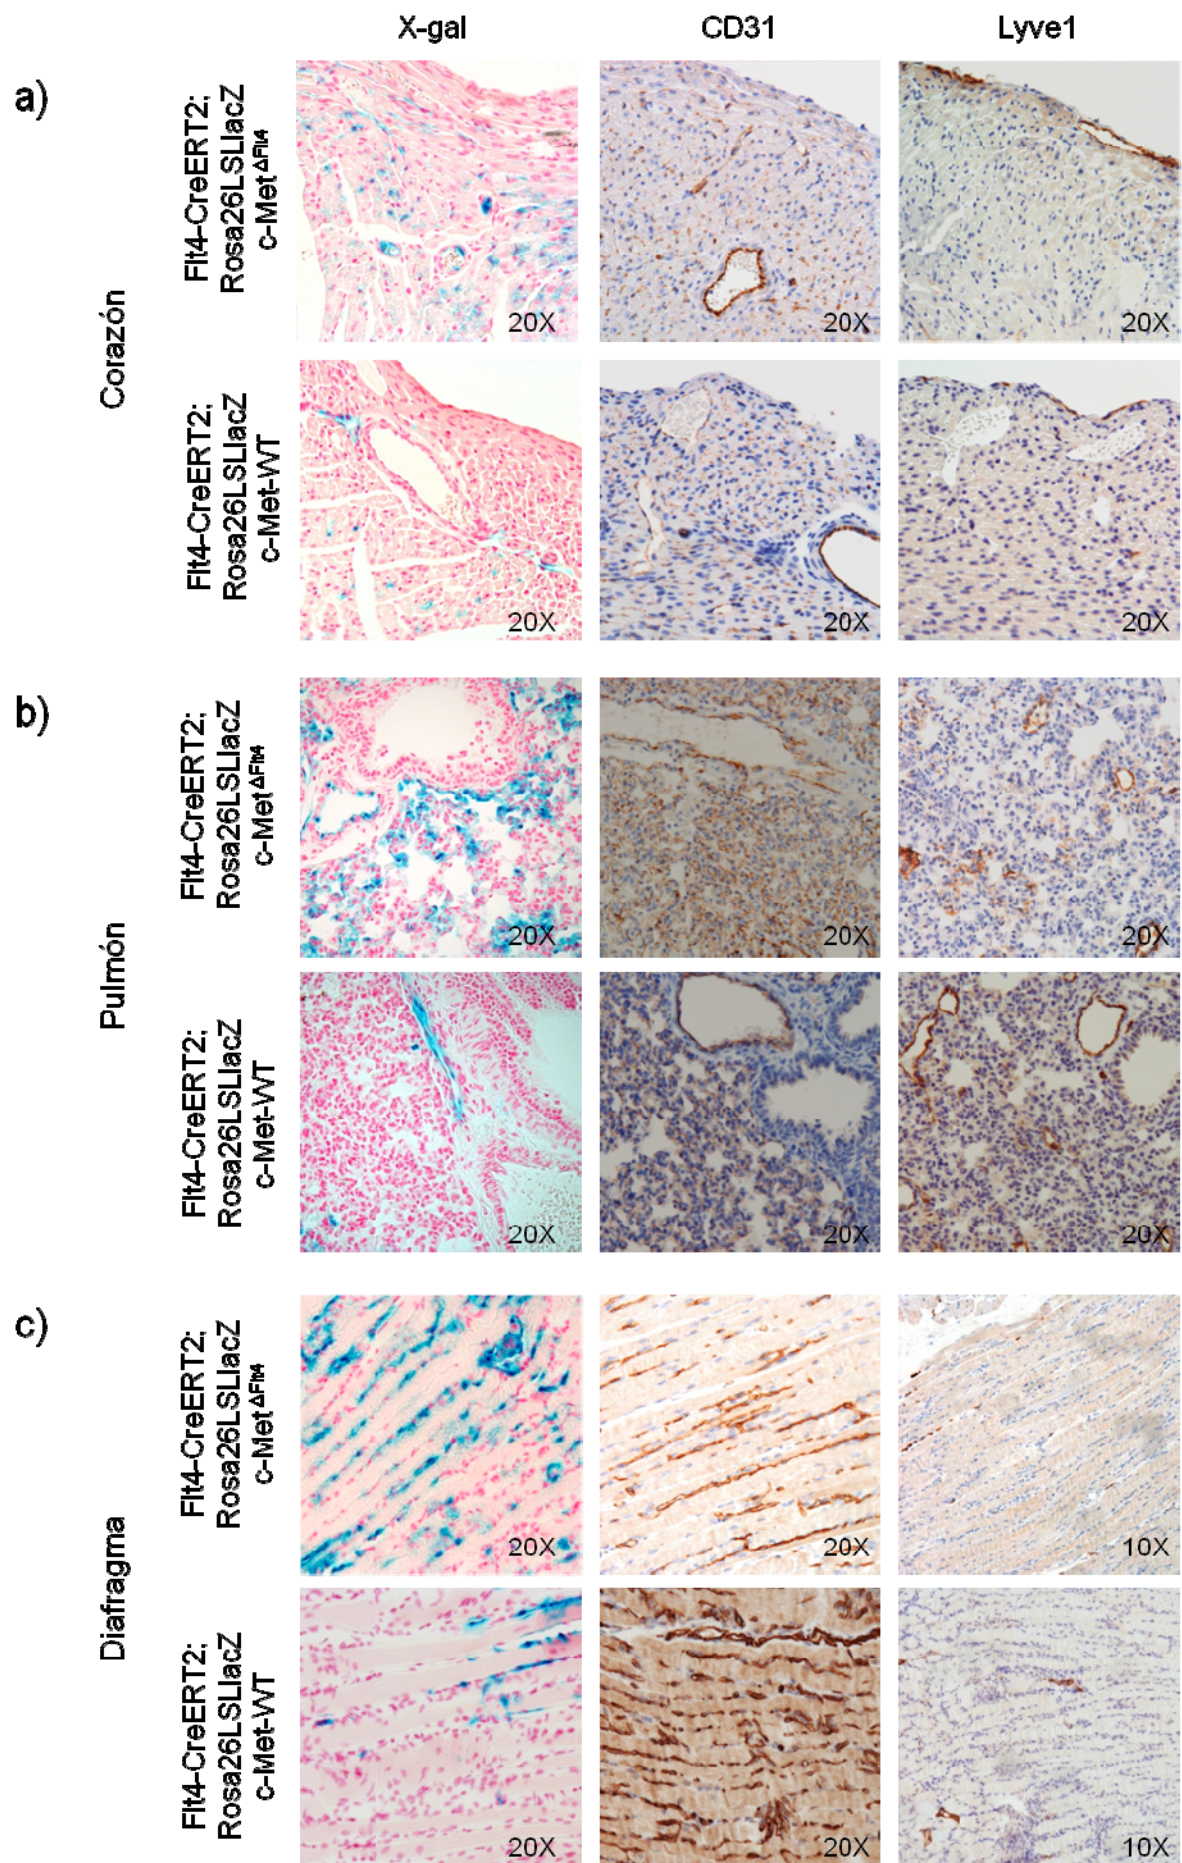 X-gal CD31 Lyve1
a)
Corazón
Flt4-CreERT2;
Rosa26LSLlacZ
c-Met ΔFlt4
20X 20X 20X
Flt4-CreERT2;
Rosa26LSLlacZ
c-Met-WT
20X 20X 20X
b)
Pulmón
Flt4-CreERT2;
Rosa26LSLlacZ
c-Met ΔFlt4
20X 20X 20X
Flt4-CreERT2;
Rosa26LSLlacZ
c-Met-WT
20X 20X 20X
c)
Diafragma
Flt4-CreERT2;
Rosa26LSLlacZ
c-Met ΔFlt4
20X 20X 10X
Flt4-CreERT2;
Rosa26LSLlacZ
c-Met-WT
20X 20X 10X